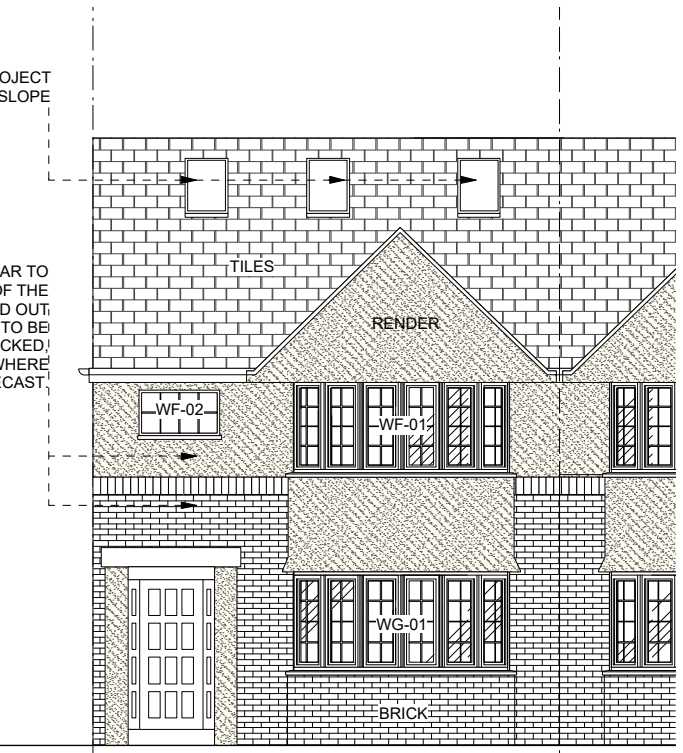 OJECT
SLOPE
TILES
AR TO
OF THE
D OUT
TO BE
CKED,
WHERE
ECAST.
RENDER
WF-02
WF-01
WG-01
BRICK